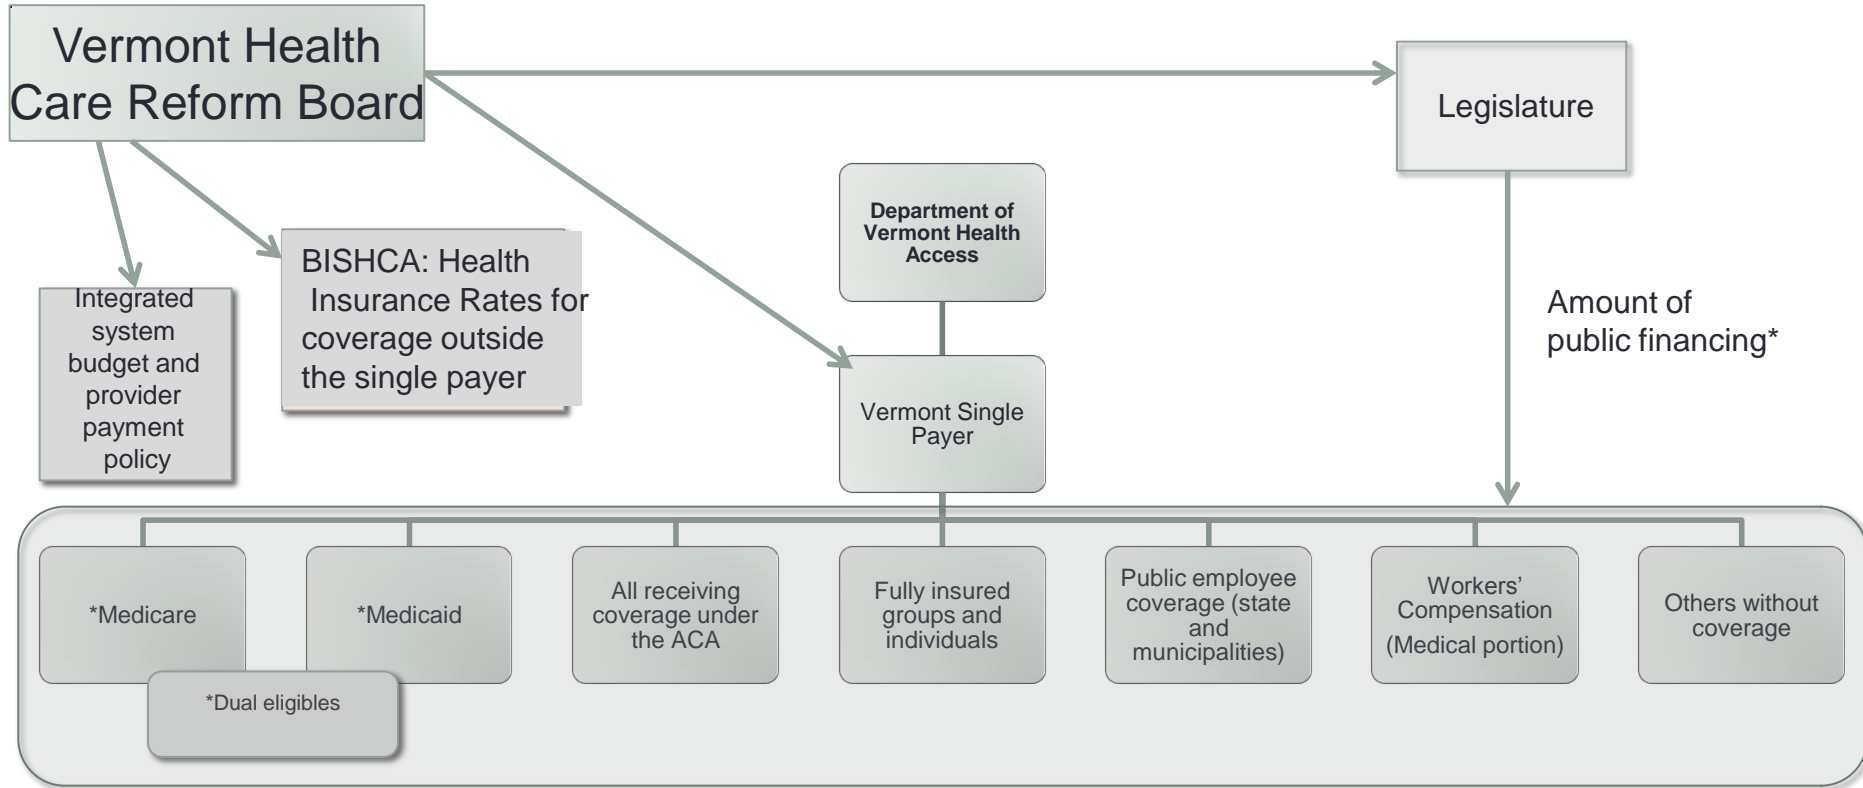 Vermont Health
Care Reform Board
Legislature
Department of
Vermont Health
Access
BISHCA: Health
Insurance Rates for
coverage outside
the single payer
Integrated
system
budget and
provider
payment
policy
Amount of
public financing*
Vermont Single
Payer
*Medicare
*Medicaid
All receiving
coverage under
the ACA
Fully insured
groups and
individuals
Public employee
coverage (state
and
municipalities)
Workers'
Compensation
(Medical portion)
Others without
coverage
*Dual eligibles